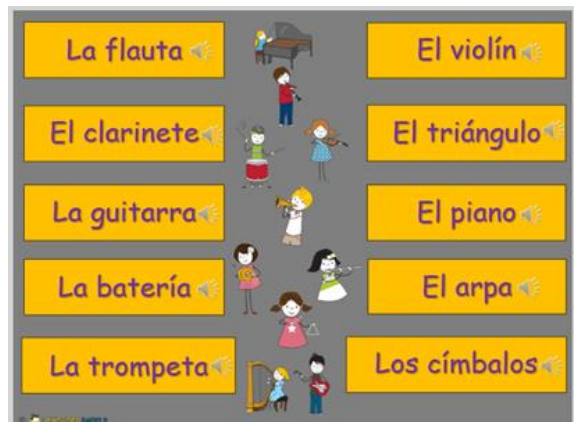 La flauta
El violín
El clarinete
El triángulo
La guitarra
El piano
La batería
El arpa
La trompeta
Los címbalos